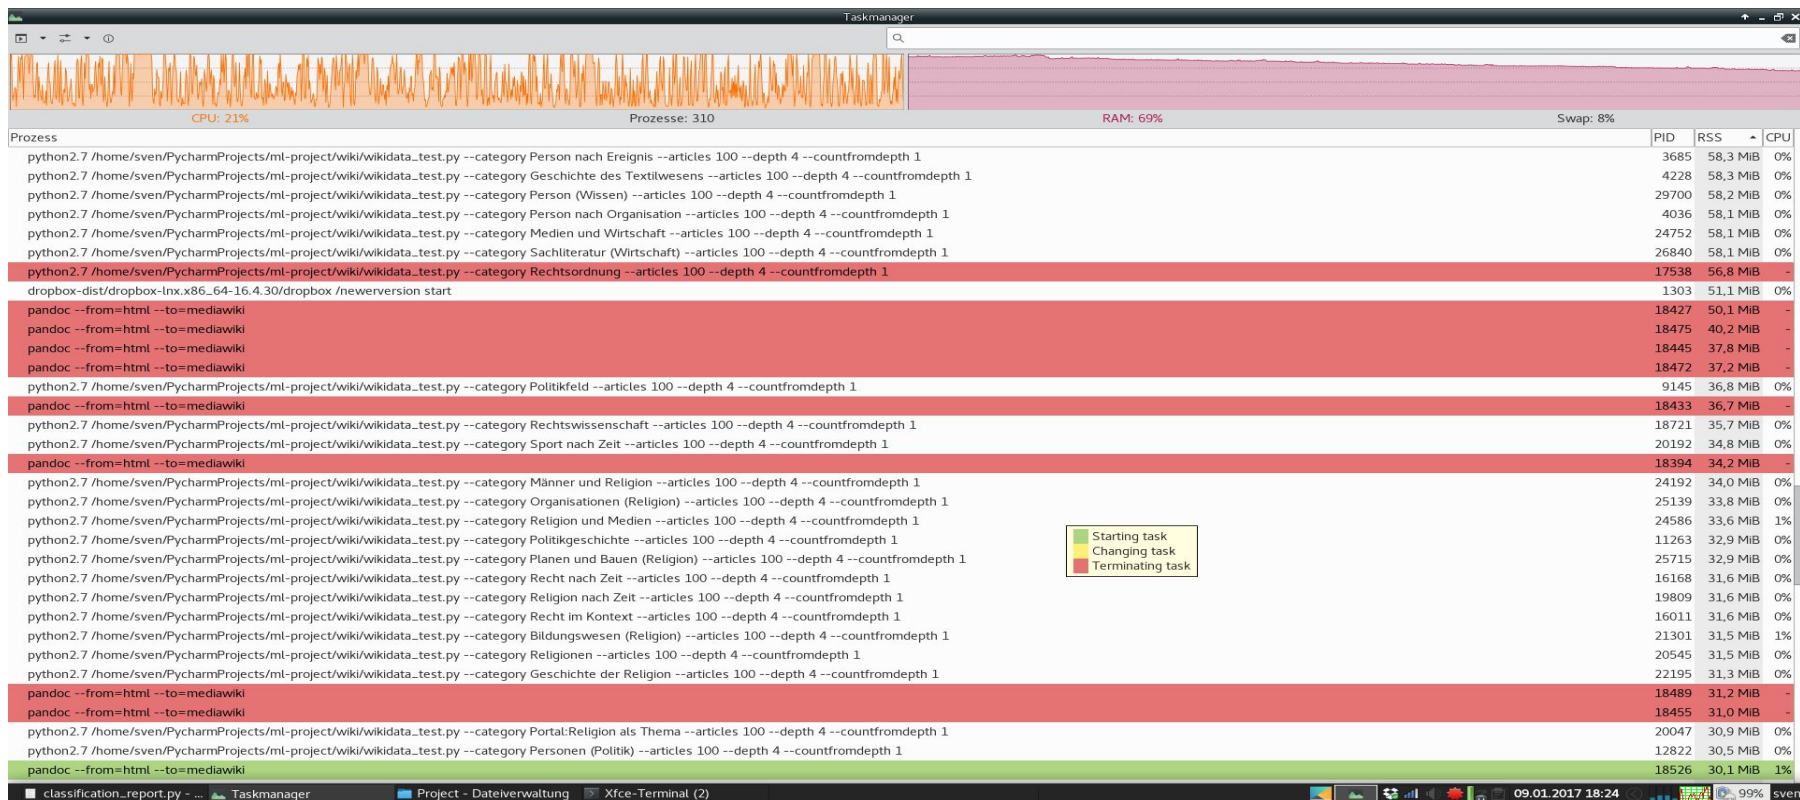 Taskmanager
CPU: 21% Prozesse: 310 RAM: 69% Swap: 8%
Prozess PID RSS CPU
python2.7 /home/sven/PycharmProjects/ml-project/wiki/wikidata_test.py --category Person nach Ereignis --articles 100 --depth 4 --countfromdepth 1 3685 58,3 MiB 0%
python2.7 /home/sven/PycharmProjects/ml-project/wiki/wikidata_test.py --category Geschichte des Textilwesens --articles 100 --depth 4 --countfromdepth 1 4228 58,3 MiB 0%
python2.7 /home/sven/PycharmProjects/ml-project/wiki/wikidata_test.py --category Person (Wissen) --articles 100 --depth 4 --countfromdepth 1 29700 58,2 MiB 0%
python2.7 /home/sven/PycharmProjects/ml-project/wiki/wikidata_test.py --category Person nach Organisation --articles 100 --depth 4 --countfromdepth 1 4036 58,1 MiB 0%
python2.7 /home/sven/PycharmProjects/ml-project/wiki/wikidata_test.py --category Medien und Wirtschaft --articles 100 --depth 4 --countfromdepth 1 24752 58,1 MiB 0%
python2.7 /home/sven/PycharmProjects/ml-project/wiki/wikidata_test.py --category Sachliteratur (Wirtschaft) --articles 100 --depth 4 --countfromdepth 1 26840 58,1 MiB 0%
python2.7 /home/sven/PycharmProjects/ml-project/wiki/wikidata_test.py --category Rechtsordnung --articles 100 --depth 4 --countfromdepth 1 17538 56,8 MiB -
dropbox-dist/dropbox-lnx.x86_64-16.4.30/dropbox /newerversion start 1303 51,1 MiB 0%
pandoc --from=html --to=mediawiki 18427 50,1 MiB -
pandoc --from=html --to=mediawiki 18475 40,2 MiB -
pandoc --from=html --to=mediawiki 18445 37,8 MiB -
pandoc --from=html --to=mediawiki 18472 37,2 MiB -
python2.7 /home/sven/PycharmProjects/ml-project/wiki/wikidata_test.py --category Politikfeld --articles 100 --depth 4 --countfromdepth 1 9145 36,8 MiB 0%
pandoc --from=html --to=mediawiki 18433 36,7 MiB -
python2.7 /home/sven/PycharmProjects/ml-project/wiki/wikidata_test.py --category Rechtswissenschaft --articles 100 --depth 4 --countfromdepth 1 18721 35,7 MiB 0%
python2.7 /home/sven/PycharmProjects/ml-project/wiki/wikidata_test.py --category Sport nach Zeit --articles 100 --depth 4 --countfromdepth 1 20192 34,8 MiB 0%
pandoc --from=html --to=mediawiki 18394 34,2 MiB -
python2.7 /home/sven/PycharmProjects/ml-project/wiki/wikidata_test.py --category Männer und Religion --articles 100 --depth 4 --countfromdepth 1 24192 34,0 MiB 0%
python2.7 /home/sven/PycharmProjects/ml-project/wiki/wikidata_test.py --category Organisationen (Religion) --articles 100 --depth 4 --countfromdepth 1 25139 33,8 MiB 0%
python2.7 /home/sven/PycharmProjects/ml-project/wiki/wikidata_test.py --category Religion und Medien --articles 100 --depth 4 --countfromdepth 1 24586 33,6 MiB 1%
python2.7 /home/sven/PycharmProjects/ml-project/wiki/wikidata_test.py --category Politikgeschichte --articles 100 --depth 4 --countfromdepth 1 11263 32,9 MiB 0%
Starting task
Changing task
Terminating task
python2.7 /home/sven/PycharmProjects/ml-project/wiki/wikidata_test.py --category Planen und Bauen (Religion) --articles 100 --depth 4 --countfromdepth 1 25715 32,9 MiB 0%
python2.7 /home/sven/PycharmProjects/ml-project/wiki/wikidata_test.py --category Recht nach Zeit --articles 100 --depth 4 --countfromdepth 1 16168 31,6 MiB 0%
python2.7 /home/sven/PycharmProjects/ml-project/wiki/wikidata_test.py --category Religion nach Zeit --articles 100 --depth 4 --countfromdepth 1 19809 31,6 MiB 0%
python2.7 /home/sven/PycharmProjects/ml-project/wiki/wikidata_test.py --category Recht im Kontext --articles 100 --depth 4 --countfromdepth 1 16011 31,6 MiB 0%
python2.7 /home/sven/PycharmProjects/ml-project/wiki/wikidata_test.py --category Bildungswesen (Religion) --articles 100 --depth 4 --countfromdepth 1 21301 31,5 MiB 1%
python2.7 /home/sven/PycharmProjects/ml-project/wiki/wikidata_test.py --category Religionen --articles 100 --depth 4 --countfromdepth 1 20545 31,5 MiB 0%
python2.7 /home/sven/PycharmProjects/ml-project/wiki/wikidata_test.py --category Geschichte der Religion --articles 100 --depth 4 --countfromdepth 1 22195 31,3 MiB 0%
pandoc --from=html --to=mediawiki 18489 31,2 MiB -
pandoc --from=html --to=mediawiki 18455 31,0 MiB -
python2.7 /home/sven/PycharmProjects/ml-project/wiki/wikidata_test.py --category Portal:Religion als Thema --articles 100 --depth 4 --countfromdepth 1 20047 30,9 MiB 0%
python2.7 /home/sven/PycharmProjects/ml-project/wiki/wikidata_test.py --category Personen (Politik) --articles 100 --depth 4 --countfromdepth 1 12822 30,5 MiB 0%
pandoc --from=html --to=mediawiki 18526 30,1 MiB 1%
classification_report.py - ... Taskmanager Project - Dateiverwaltung Xfce-Terminal (2) 09.01.2017 18:24 99% sven